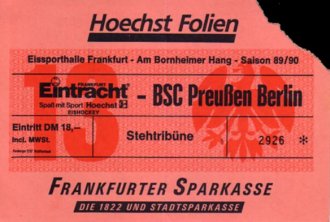 Hoechst Folien
Eissporthalle Frankfurt - Am Bornheimer Hang - Saison 89/90
FRANKFURT
Eintracht - BSC Preußen Berlin
Spaß mit Sport Hoechst
EISHOCKEY
Eintritt DM 18,–
incl. MWSt.
Stehtribüne
2926 *
FRANKFURTER SPARKASSE
DIE 1822 UND STADTSPARKASSE